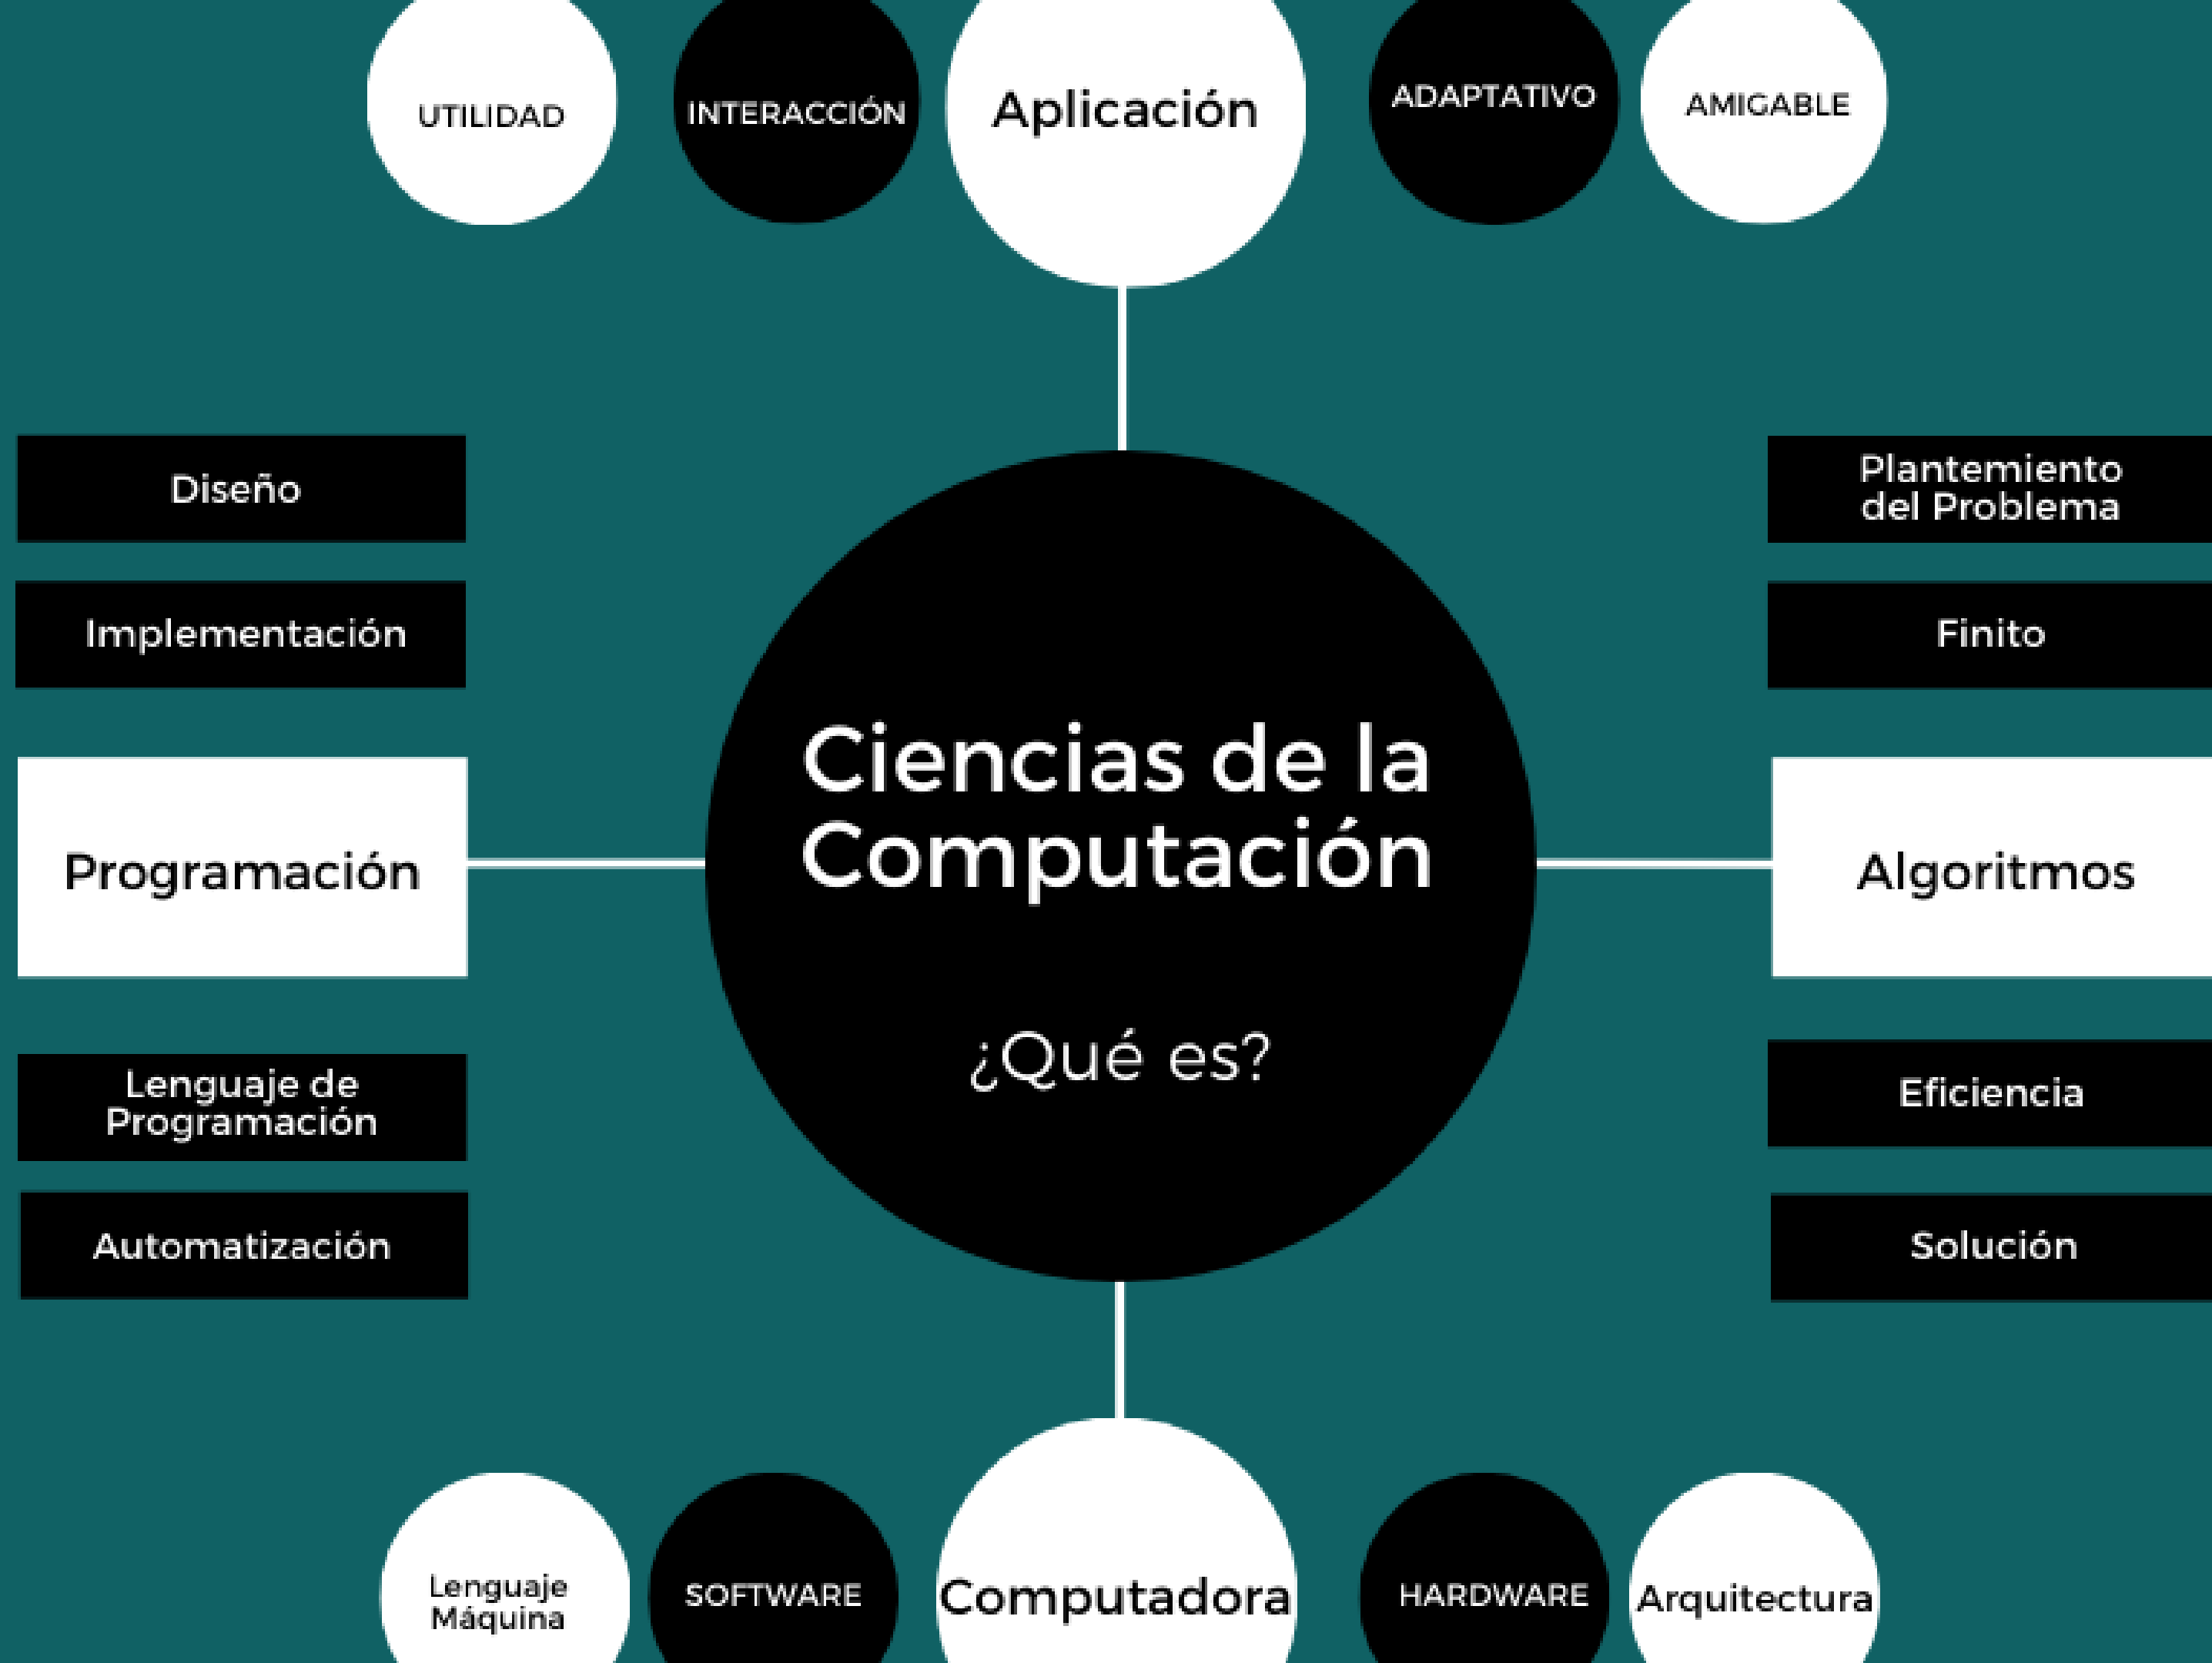 UTILIDAD
INTERACCIÓN
Aplicación
ADAPTATIVO
AMIGABLE
Diseño
Implementación
Programación
Lenguaje de
Programación
Automatización
Ciencias de la
Computación
¿Qué es?
Plantemiento
del Problema
Finito
Algoritmos
Eficiencia
Solución
Lenguaje
Máquina
SOFTWARE
Computadora
HARDWARE
Arquitectura